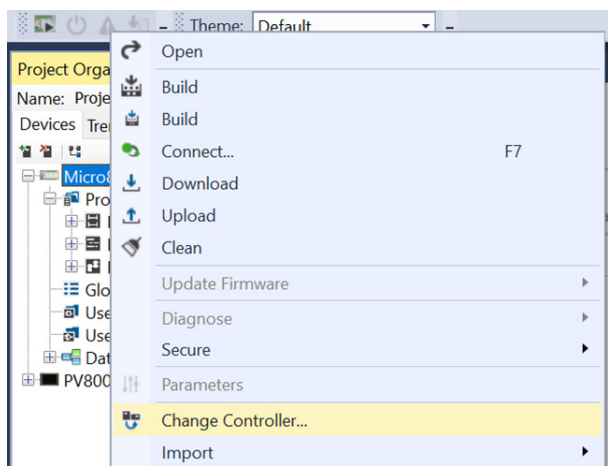 Theme: Default
Project Orga
Name: Proje
Devices Tre
Micro8
Pro
Glo
Use
Use
Dat
PV800
Open
Build
Build
Connect... F7
Download
Upload
Clean
Update Firmware
Diagnose
Secure
Parameters
Change Controller...
Import